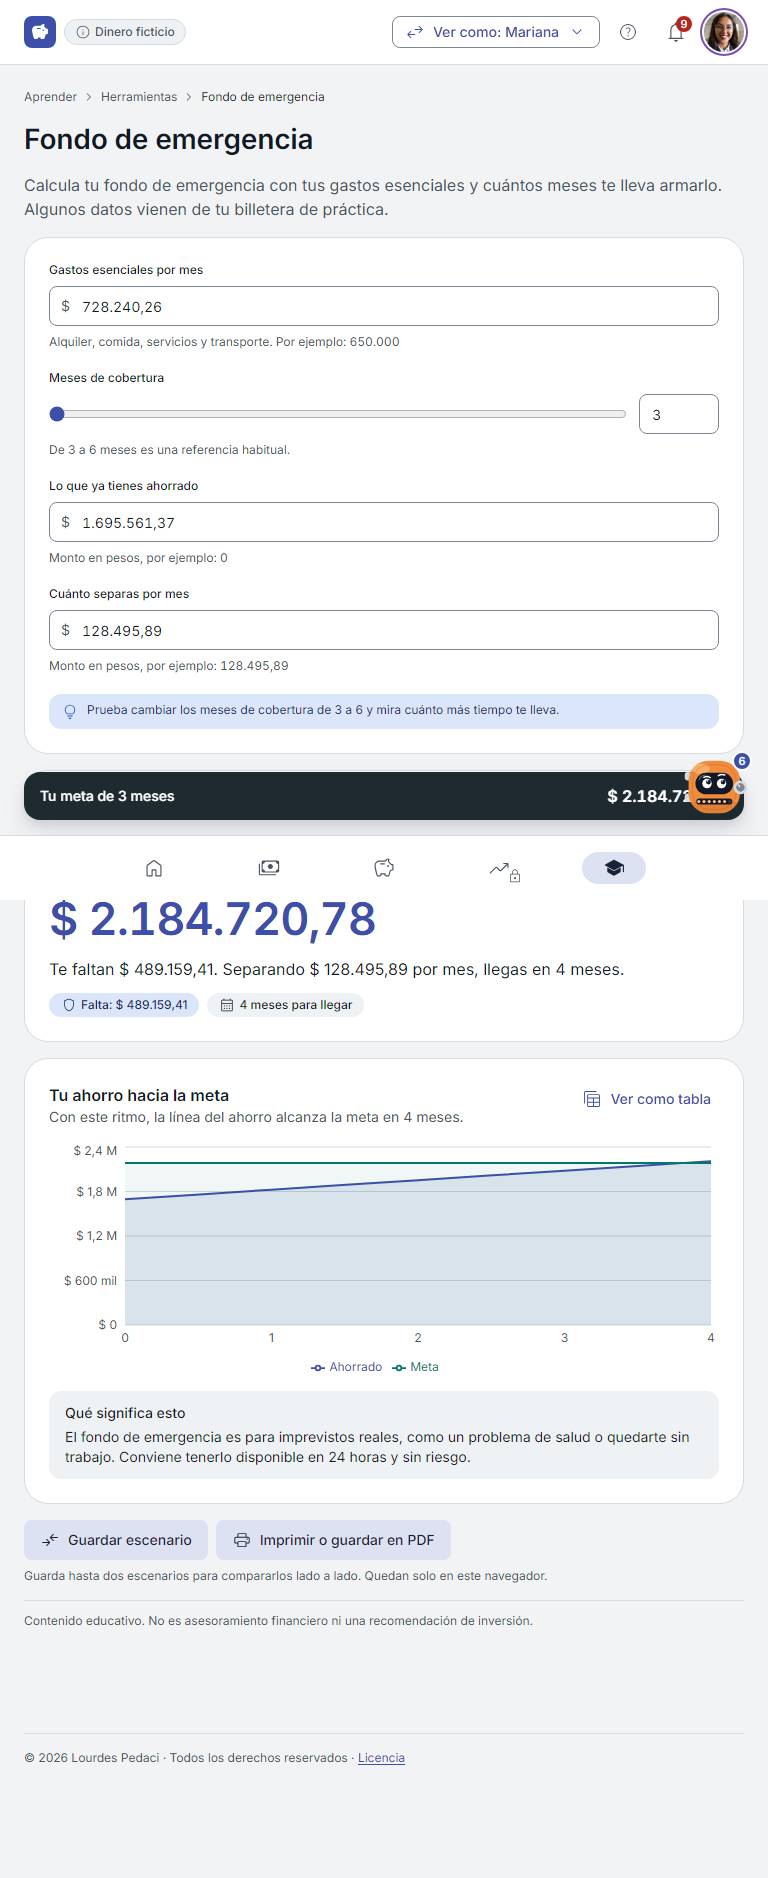 Dinero ficticio
Ver como: Mariana
9
Aprender > Herramientas > Fondo de emergencia
Fondo de emergencia
Calcula tu fondo de emergencia con tus gastos esenciales y cuántos meses te lleva armarlo.
Algunos datos vienen de tu billetera de práctica.
Gastos esenciales por mes
$ 728.240,26
Alquiler, comida, servicios y transporte. Por ejemplo: 650.000
Meses de cobertura
3
De 3 a 6 meses es una referencia habitual.
Lo que ya tienes ahorrado
$ 1.695.561,37
Monto en pesos, por ejemplo: 0
Cuánto separas por mes
$ 128.495,89
Monto en pesos, por ejemplo: 128.495,89
Prueba cambiar los meses de cobertura de 3 a 6 y mira cuánto más tiempo te lleva.
6
Tu meta de 3 meses
$ 2.184.72
$ 2.184.720,78
Te faltan $ 489.159,41. Separando $ 128.495,89 por mes, llegas en 4 meses.
Falta: $ 489.159,41
4 meses para llegar
Tu ahorro hacia la meta
Ver como tabla
Con este ritmo, la línea del ahorro alcanza la meta en 4 meses.
$ 2,4 M
$ 1,8 M
$ 1,2 M
$ 600 mil
$ 0
0 1 2 3 4
Ahorrado Meta
Qué significa esto
El fondo de emergencia es para imprevistos reales, como un problema de salud o quedarte sin
trabajo. Conviene tenerlo disponible en 24 horas y sin riesgo.
Guardar escenario
Imprimir o guardar en PDF
Guarda hasta dos escenarios para compararlos lado a lado. Quedan solo en este navegador.
Contenido educativo. No es asesoramiento financiero ni una recomendación de inversión.
© 2026 Lourdes Pedaci · Todos los derechos reservados · Licencia